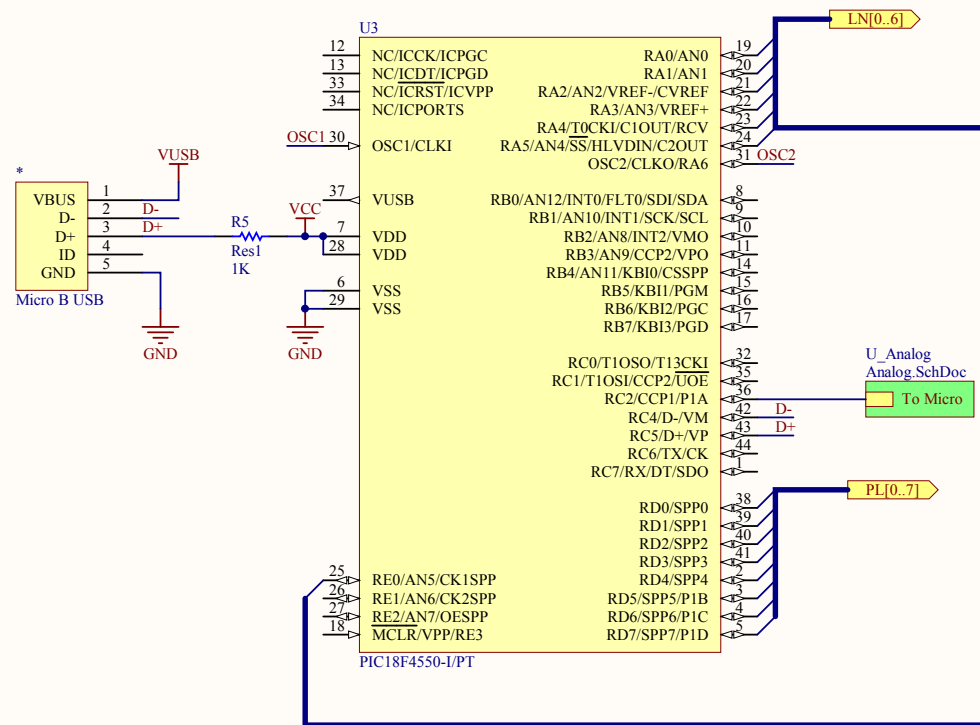 LN[0..6]
U3
12 NC/ICCK/ICPGC
13 NC/ICDT/ICPGD
33 NC/ICRST/ICVPP
34 NC/ICPORTS
OSC1 30 OSC1/CLKI
37 VUSB
VCC
7 VDD
28 VDD
6 VSS
29 VSS
GND
25 RE0/AN5/CK1SPP
26 RE1/AN6/CK2SPP
27 RE2/AN7/OESPP
18 MCLR/VPP/RE3
RA0/AN0 19
RA1/AN1 20
RA2/AN2/VREF-/CVREF 21
RA3/AN3/VREF+ 22
RA4/T0CKI/C1OUT/RCV 23
RA5/AN4/SS/HLVDIN/C2OUT 24
OSC2/CLKO/RA6 31 OSC2
RB0/AN12/INT0/FLT0/SDI/SDA 8
RB1/AN10/INT1/SCK/SCL 9
RB2/AN8/INT2/VMO 10
RB3/AN9/CCP2/VPO 11
RB4/AN11/KBI0/CSSPP 14
RB5/KBI1/PGM 15
RB6/KBI2/PGC 16
RB7/KBI3/PGD 17
RC0/T1OSO/T13CKI 32
RC1/T1OSI/CCP2/UOE 35
RC2/CCP1/P1A 36
RC4/D-/VM 42 D-
RC5/D+/VP 43 D+
RC6/TX/CK 44
RC7/RX/DT/SDO 1
RD0/SPP0 38
RD1/SPP1 39
RD2/SPP2 40
RD3/SPP3 41
RD4/SPP4 2
RD5/SPP5/P1B 3
RD6/SPP6/P1C 4
RD7/SPP7/P1D 5
PIC18F4550-I/PT
VUSB
*
VBUS 1
D- 2 D-
D+ 3 D+
ID 4
GND 5
Micro B USB
GND
R5
Res1
1K
U_Analog
Analog.SchDoc
To Micro
PL[0..7]